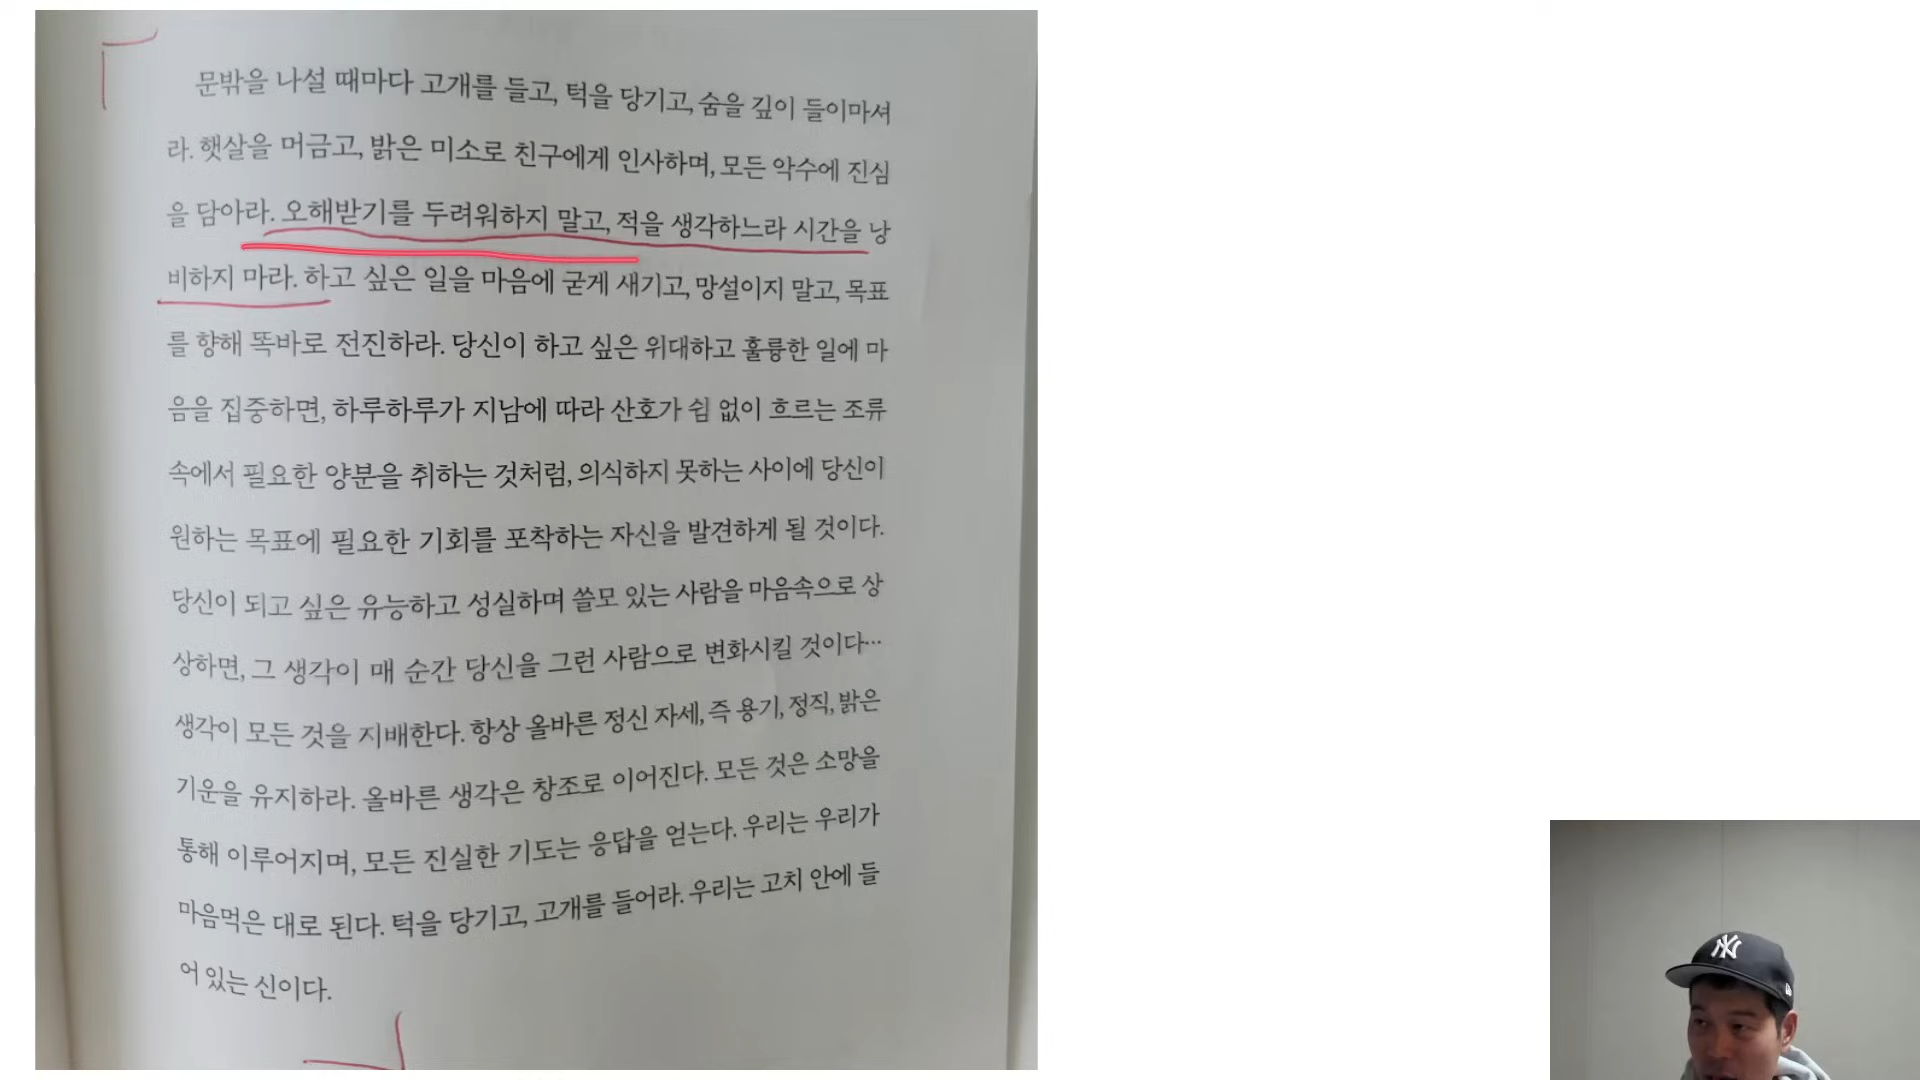 문밖을 나설 때마다 고개를 들고, 턱을 당기고, 숨을 깊이 들이마셔
라. 햇살을 머금고, 밝은 미소로 친구에게 인사하며, 모든 악수에 진심
을 담아라. 오해받기를 두려워하지 말고, 적을 생각하느라 시간을 낭
비하지 마라. 하고 싶은 일을 마음에 굳게 새기고, 망설이지 말고, 목표
를 향해 똑바로 전진하라. 당신이 하고 싶은 위대하고 훌륭한 일에 마
음을 집중하면, 하루하루가 지남에 따라 산호가 쉼 없이 흐르는 조류
속에서 필요한 양분을 취하는 것처럼, 의식하지 못하는 사이에 당신이
원하는 목표에 필요한 기회를 포착하는 자신을 발견하게 될 것이다.
당신이 되고 싶은 유능하고 성실하며 쓸모 있는 사람을 마음속으로 상
상하면, 그 생각이 매 순간 당신을 그런 사람으로 변화시킬 것이다…
생각이 모든 것을 지배한다. 항상 올바른 정신 자세, 즉 용기, 정직, 밝은
기운을 유지하라. 올바른 생각은 창조로 이어진다. 모든 것은 소망을
통해 이루어지며, 모든 진실한 기도는 응답을 얻는다. 우리는 우리가
마음먹은 대로 된다. 턱을 당기고, 고개를 들어라. 우리는 고치 안에 들
어 있는 신이다.
NY